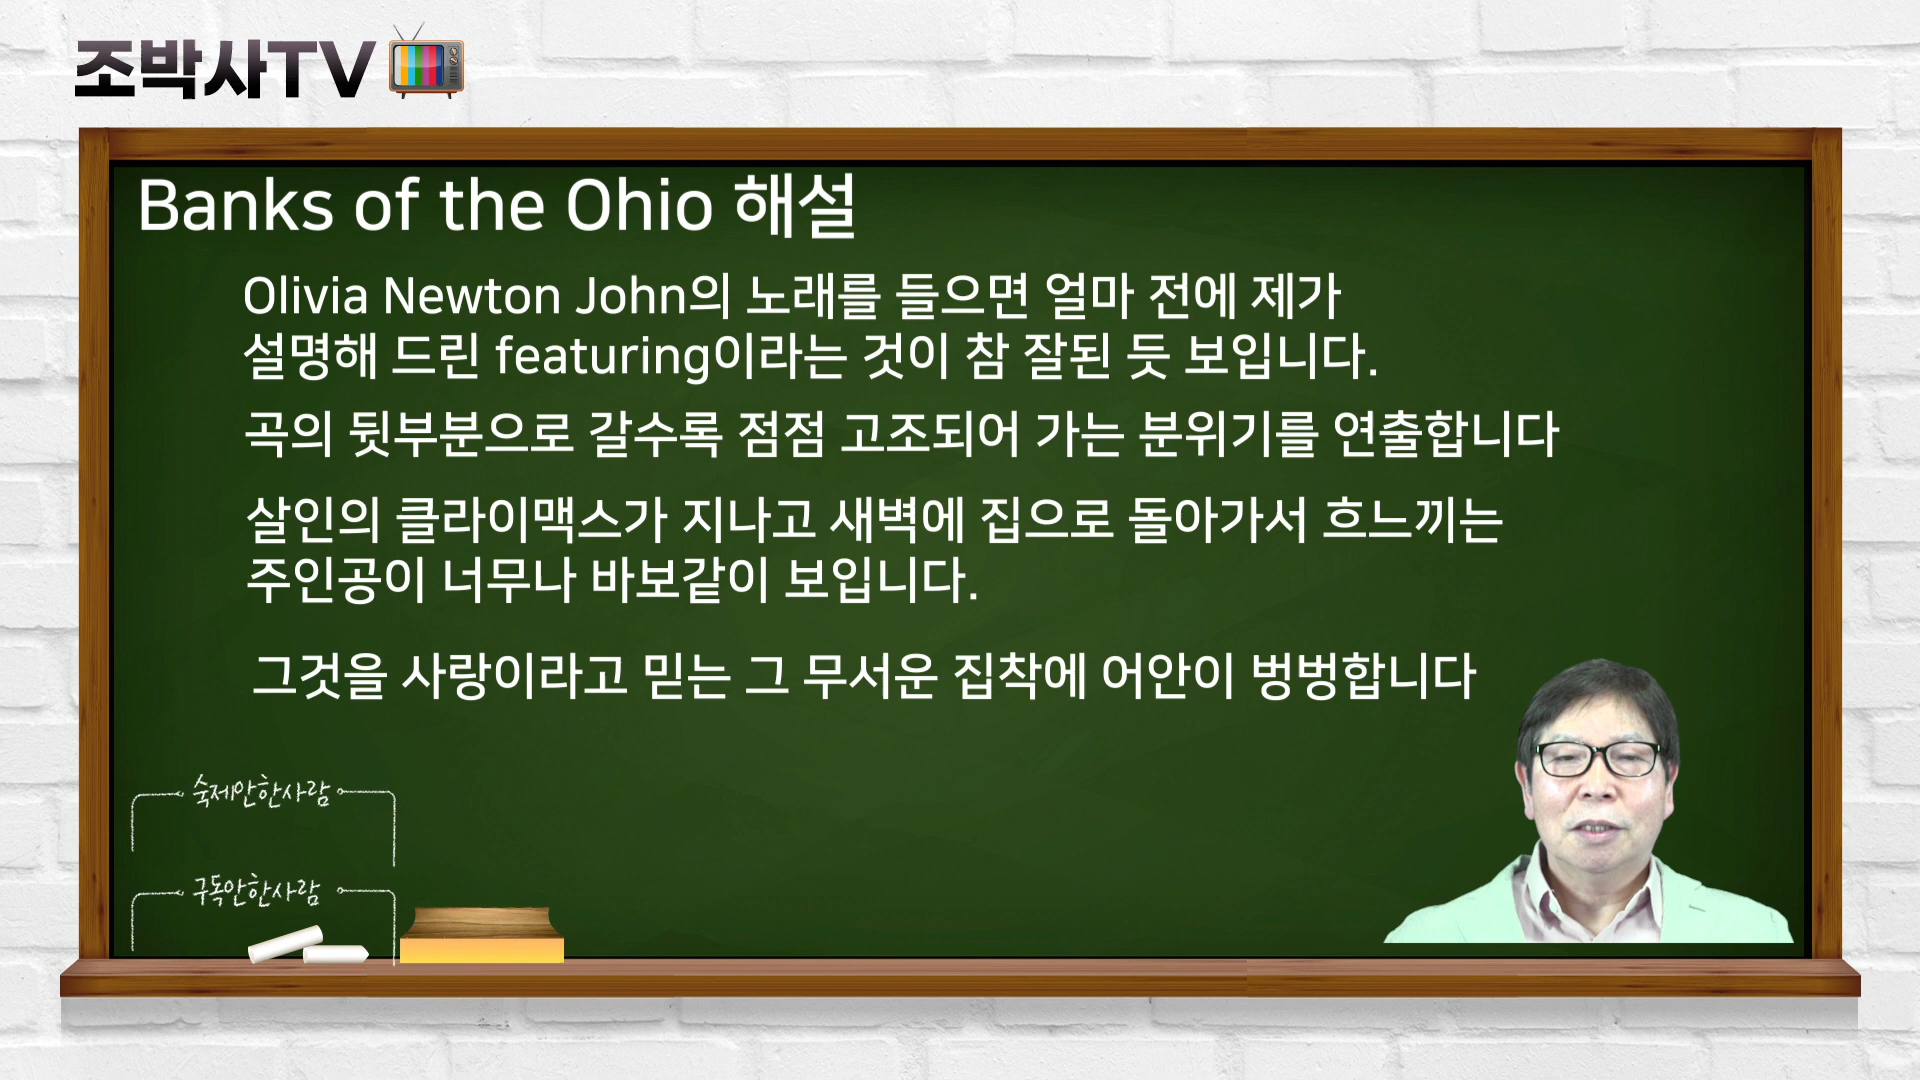 조박사TV
Banks of the Ohio 해설
Olivia Newton John의 노래를 들으면 얼마 전에 제가
설명해 드린 featuring이라는 것이 참 잘된 듯 보입니다.
곡의 뒷부분으로 갈수록 점점 고조되어 가는 분위기를 연출합니다
살인의 클라이맥스가 지나고 새벽에 집으로 돌아가서 흐느끼는
주인공이 너무나 바보같이 보입니다.
그것을 사랑이라고 믿는 그 무서운 집착에 어안이 벙벙합니다
숙제안한사람
구독안한사람